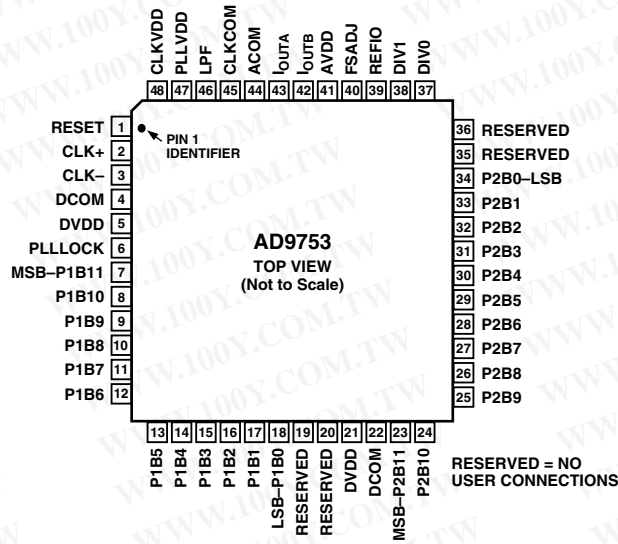 CLKVDD
PLLVDD
LPF
CLKCOM
ACOM
IOUTA
IOUTB
AVDD
FSADJ
REFIO
DIV1
DIV0
48 47 46 45 44 43 42 41 40 39 38 37
RESET 1
CLK+ 2
CLK– 3
DCOM 4
DVDD 5
PLLLOCK 6
MSB–P1B11 7
P1B10 8
P1B9 9
P1B8 10
P1B7 11
P1B6 12
PIN 1
IDENTIFIER
AD9753
TOP VIEW
(Not to Scale)
36 RESERVED
35 RESERVED
34 P2B0–LSB
33 P2B1
32 P2B2
31 P2B3
30 P2B4
29 P2B5
28 P2B6
27 P2B7
26 P2B8
25 P2B9
13 14 15 16 17 18 19 20 21 22 23 24
P1B5
P1B4
P1B3
P1B2
P1B1
LSB–P1B0
RESERVED
RESERVED
DVDD
DCOM
MSB–P2B11
P2B10
RESERVED = NO
USER CONNECTIONS
WWW.100Y.COM.TW